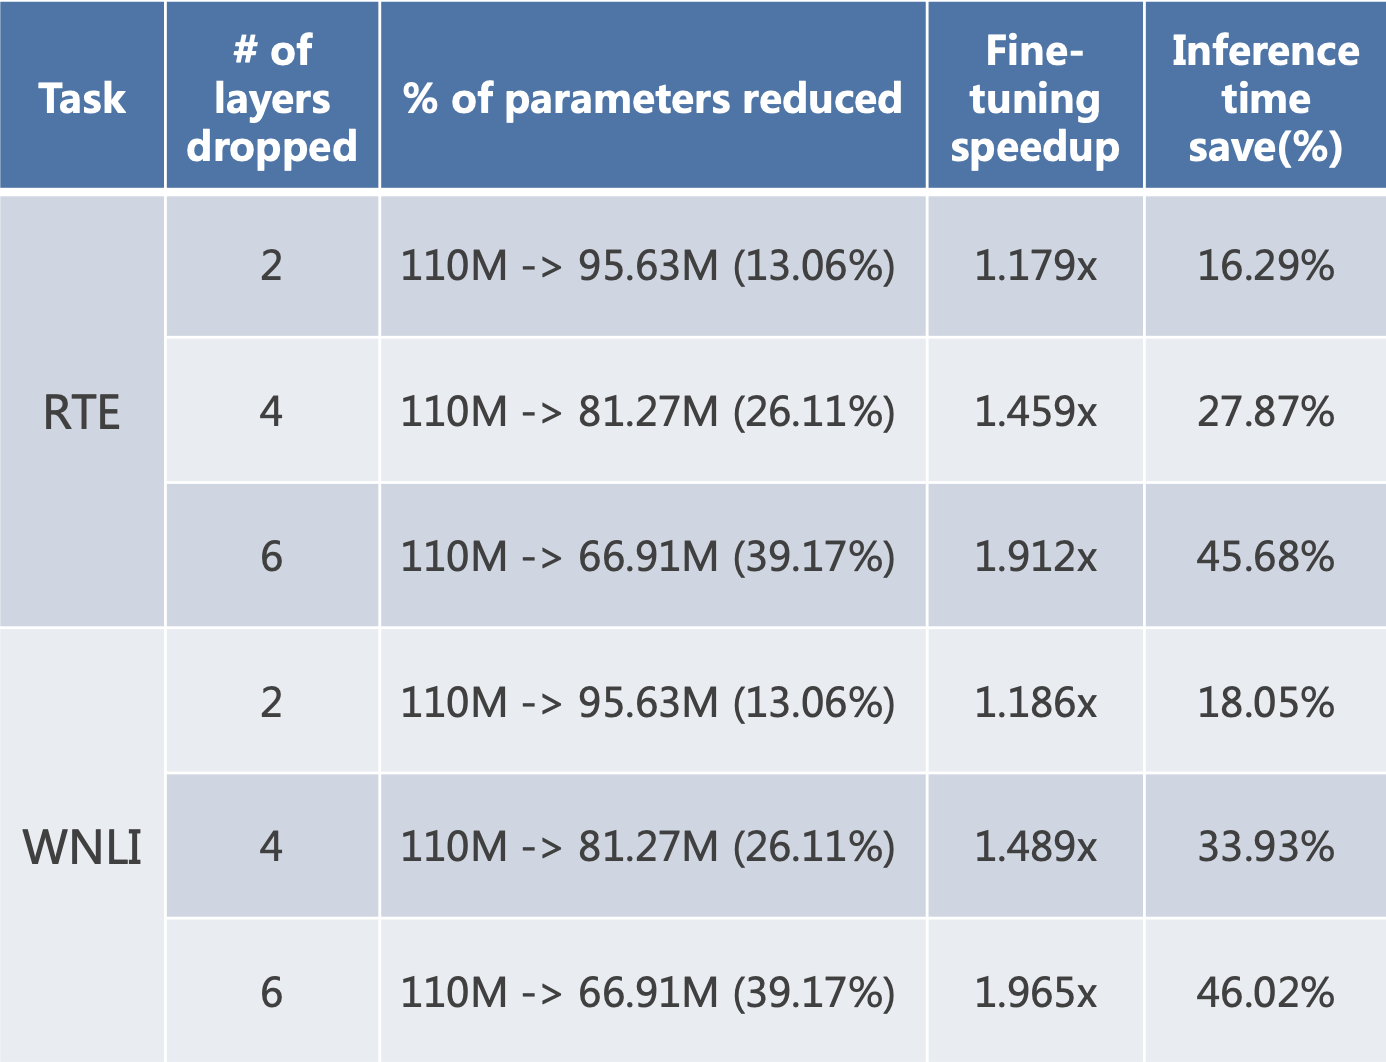 Task
# of
layers
dropped
% of parameters reduced
Fine-
tuning
speedup
Inference
time
save(%)
RTE
2
110M -> 95.63M (13.06%)
1.179x
16.29%
4
110M -> 81.27M (26.11%)
1.459x
27.87%
6
110M -> 66.91M (39.17%)
1.912x
45.68%
WNLI
2
110M -> 95.63M (13.06%)
1.186x
18.05%
4
110M -> 81.27M (26.11%)
1.489x
33.93%
6
110M -> 66.91M (39.17%)
1.965x
46.02%